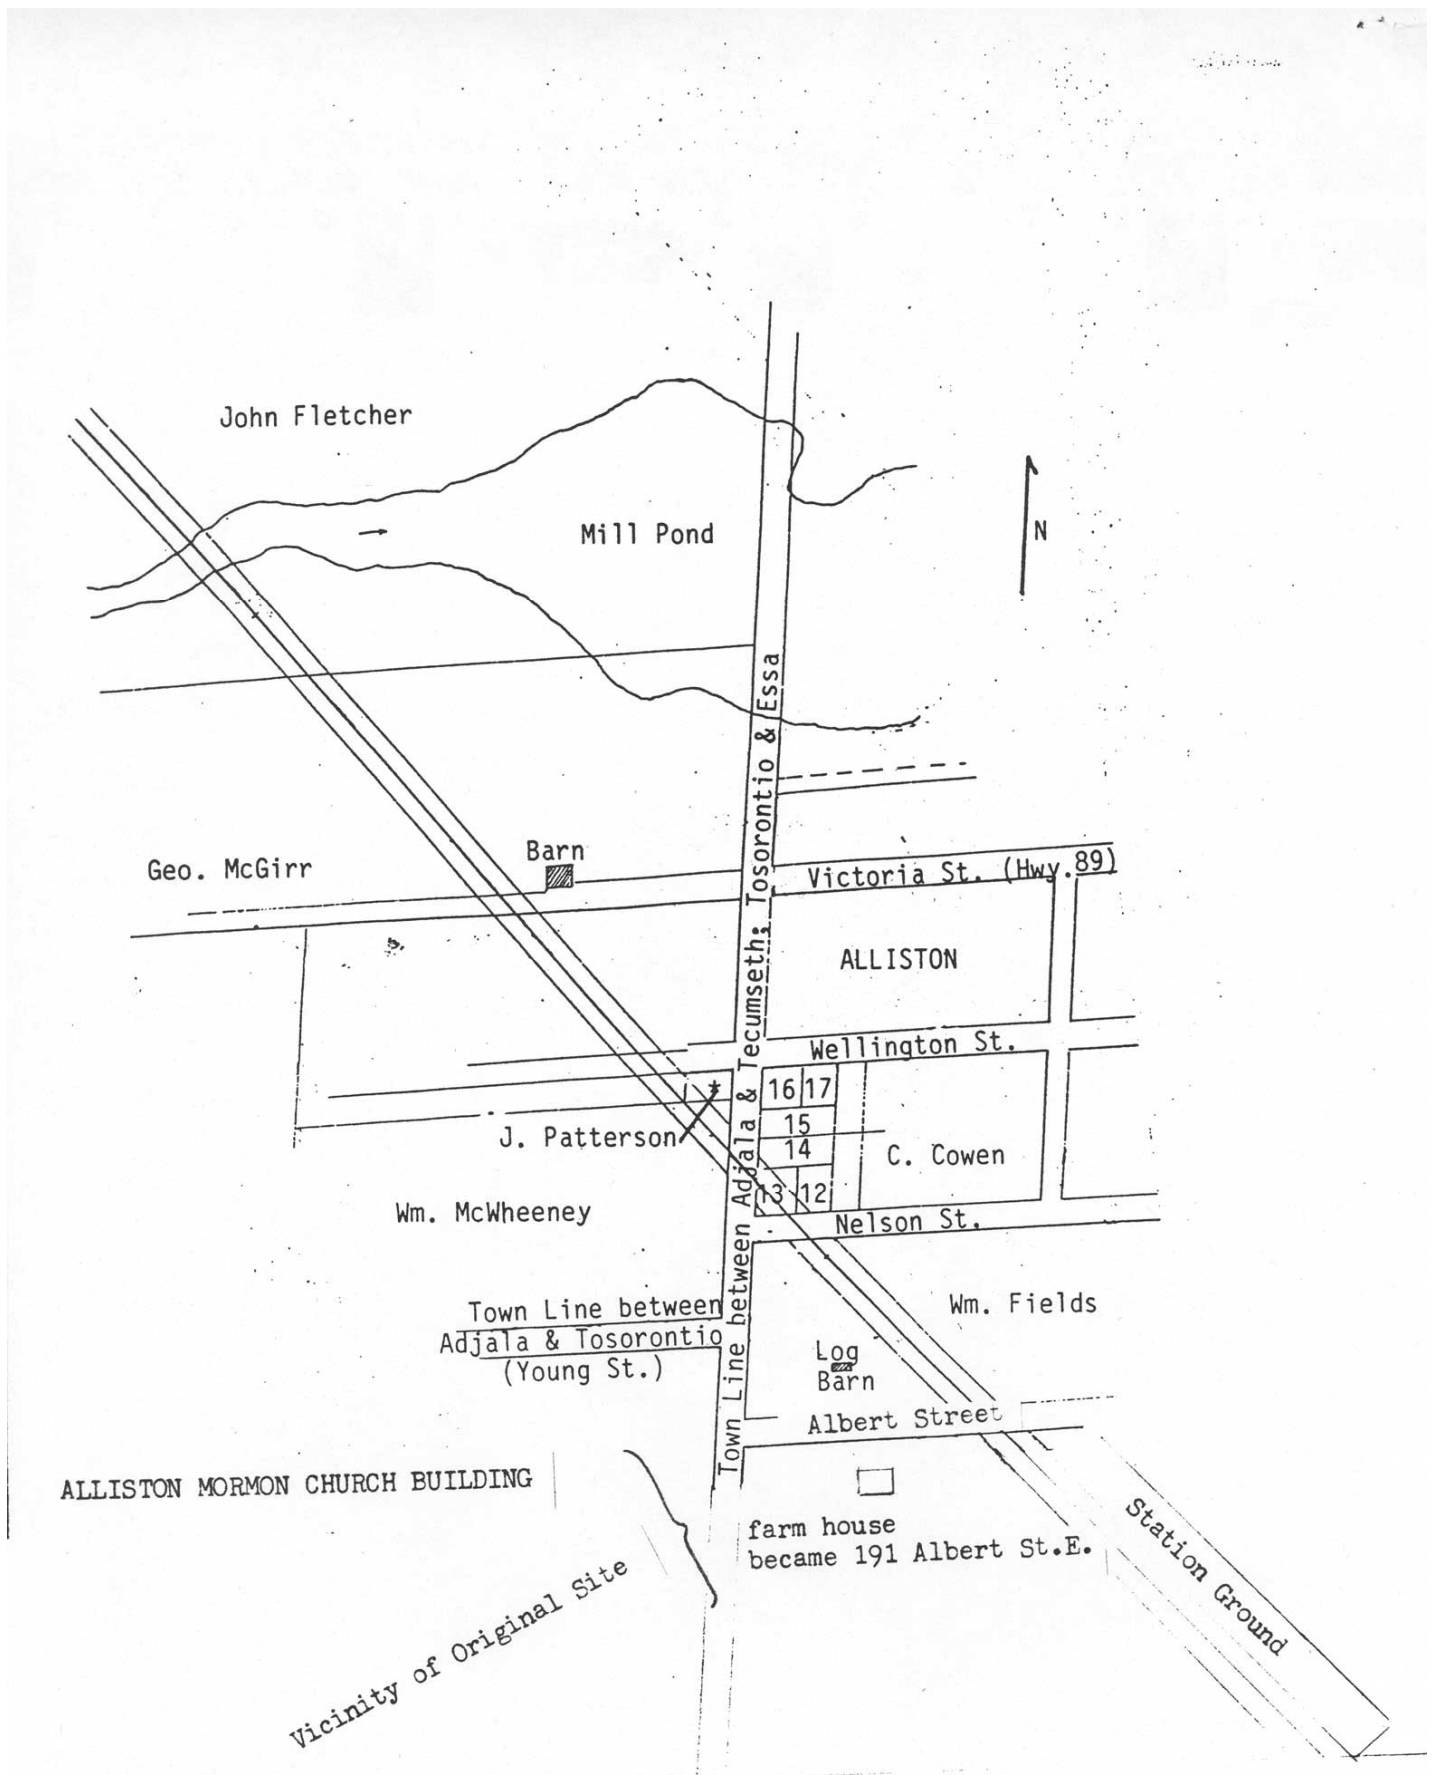 John Fletcher
Mill Pond
N
Town Line between Adjala & Tecumseth; Tosorontio & Essa
Barn
Geo. McGirr
Victoria St. (Hwy. 89)
ALLISTON
Wellington St.
16 17
15
14
13 12
J. Patterson
C. Cowen
Wm. McWheeney
Nelson St.
Town Line between
Adjala & Tosorontio
(Young St.)
Wm. Fields
Log
Barn
Albert Street
ALLISTON MORMON CHURCH BUILDING
farm house
became 191 Albert St.E.
Station Ground
Vicinity of Original Site